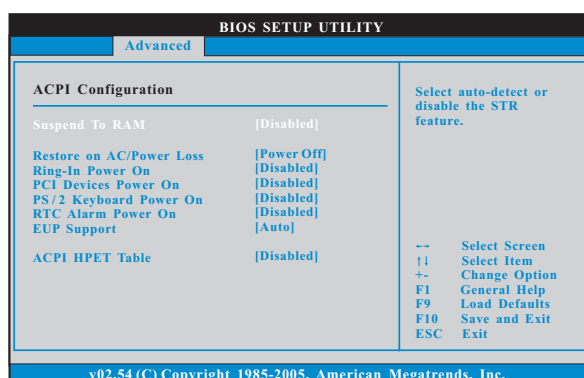 BIOS SETUP UTILITY
Advanced
ACPI Configuration
Suspend To RAM [Disabled]
Restore on AC/Power Loss [Power Off]
Ring-In Power On [Disabled]
PCI Devices Power On [Disabled]
PS/2 Keyboard Power On [Disabled]
RTC Alarm Power On [Disabled]
EUP Support [Auto]
ACPI HPET Table [Disabled]
Select auto-detect or
disable the STR
feature.
←→ Select Screen
↑↓ Select Item
+- Change Option
F1 General Help
F9 Load Defaults
F10 Save and Exit
ESC Exit
v02.54 (C) Copyright 1985-2005, American Megatrends, Inc.